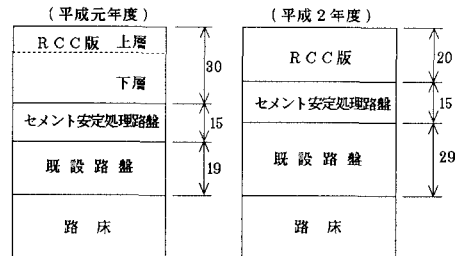 (平成元年度)
RCC版 上層
下層
30
セメント安定処理路盤
15
既設路盤
19
路床
(平成2年度)
RCC版
20
セメント安定処理路盤
15
既設路盤
29
路床